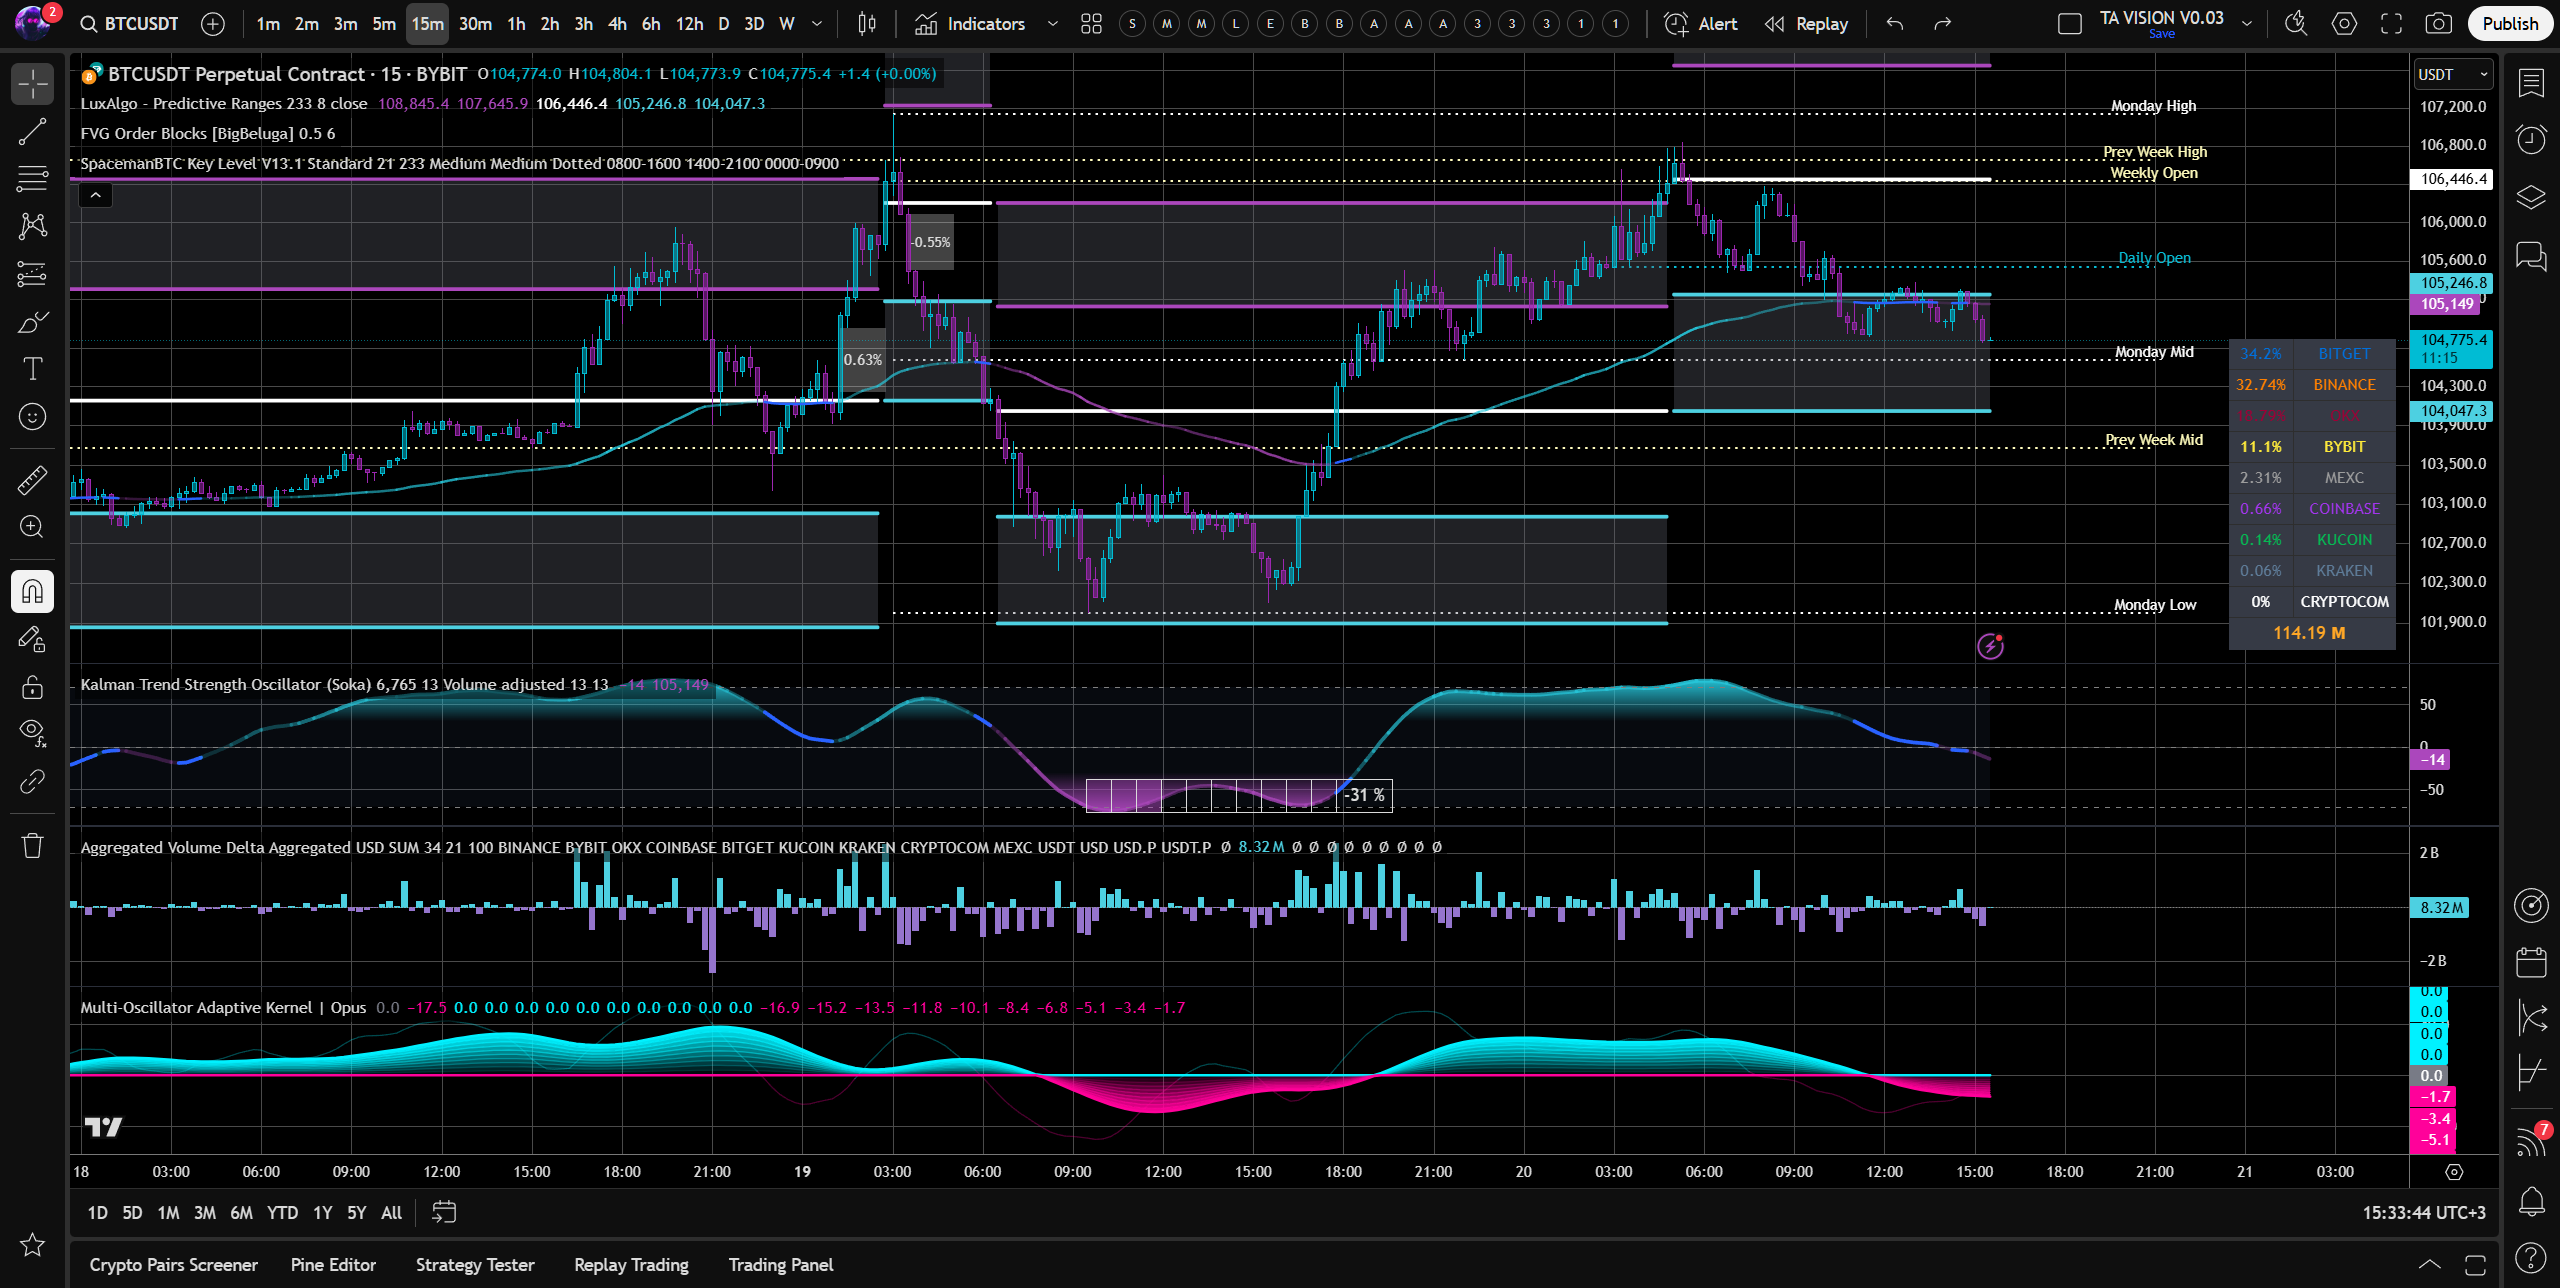 2
BTCUSDT 1m 2m 3m 5m 15m 30m 1h 2h 3h 4h 6h 12h D 3D W Indicators S M M L E B B A A A 3 3 3 1 1 Alert Replay TA VISION V0.03 Save Publish
BTCUSDT Perpetual Contract · 15 · BYBIT O104,774.0 H104,804.1 L104,773.9 C104,775.4 +1.4 (+0.00%)
USDT
LuxAlgo - Predictive Ranges 233 8 close 108,845.4 107,645.9 106,446.4 105,246.8 104,047.3
FVG Order Blocks [BigBeluga] 0.5 6
SpacemanBTC Key Level V13.1 Standard 21 233 Medium Medium Dotted 0800-1600 1400-2100 0000-0900
Monday High
107,200.0
106,800.0
Prev Week High
Weekly Open
106,446.4
106,000.0
-0.55%
Daily Open
105,600.0
105,246.8
105,149
104,775.4
11:15
Monday Mid
0.63%
104,300.0
104,047.3
103,900.0
Prev Week Mid
103,500.0
103,100.0
102,700.0
102,300.0
Monday Low
101,900.0
34.2% BITGET
32.74% BINANCE
18.79% OKX
11.1% BYBIT
2.31% MEXC
0.66% COINBASE
0.14% KUCOIN
0.06% KRAKEN
0% CRYPTOCOM
114.19 M
Kalman Trend Strength Oscillator (Soka) 6,765 13 Volume adjusted 13 13 −14 105,149
50
0
−14
−50
-31 %
Aggregated Volume Delta Aggregated USD SUM 34 21 100 BINANCE BYBIT OKX COINBASE BITGET KUCOIN KRAKEN CRYPTOCOM MEXC USDT USD USD.P USDT.P Ø 8.32 M Ø Ø Ø Ø Ø Ø Ø Ø Ø
2 B
8.32 M
−2 B
Multi-Oscillator Adaptive Kernel | Opus 0.0 −17.5 0.0 0.0 0.0 0.0 0.0 0.0 0.0 0.0 0.0 0.0 −16.9 −15.2 −13.5 −11.8 −10.1 −8.4 −6.8 −5.1 −3.4 −1.7
0.0
0.0
0.0
0.0
0.0
−1.7
−3.4
−5.1
7
18 03:00 06:00 09:00 12:00 15:00 18:00 21:00 19 03:00 06:00 09:00 12:00 15:00 18:00 21:00 20 03:00 06:00 09:00 12:00 15:00 18:00 21:00 21 03:00
1D 5D 1M 3M 6M YTD 1Y 5Y All
15:33:44 UTC+3
Crypto Pairs Screener Pine Editor Strategy Tester Replay Trading Trading Panel